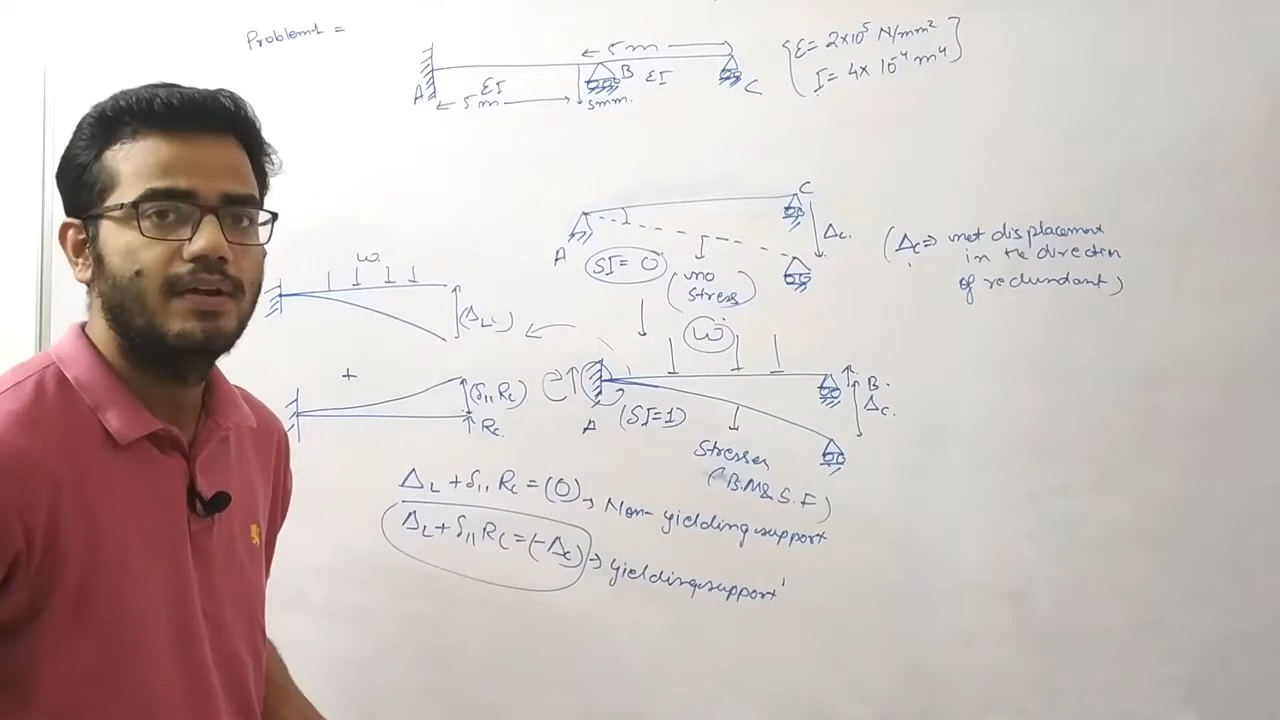 Problem-1 =
5m
{E= 2×10⁵ N/mm²
I= 4× 10⁻⁴ m⁴}
A
EI
B
EI
C
5m
5mm.
C
A
Δc.
SI= 0
(no
stress)
(Δc ⇒ net displacement
in the direction
of redundant)
w
(ΔL)
+
(δ₁₁ Rc)
Rc.
w
B.
Δc.
A
(SI=1)
Stresses
(B.M & S.F)
ΔL + δ₁₁ Rc = (0) → Non-yielding support
ΔL + δ₁₁ Rc = (-Δc) → yielding support